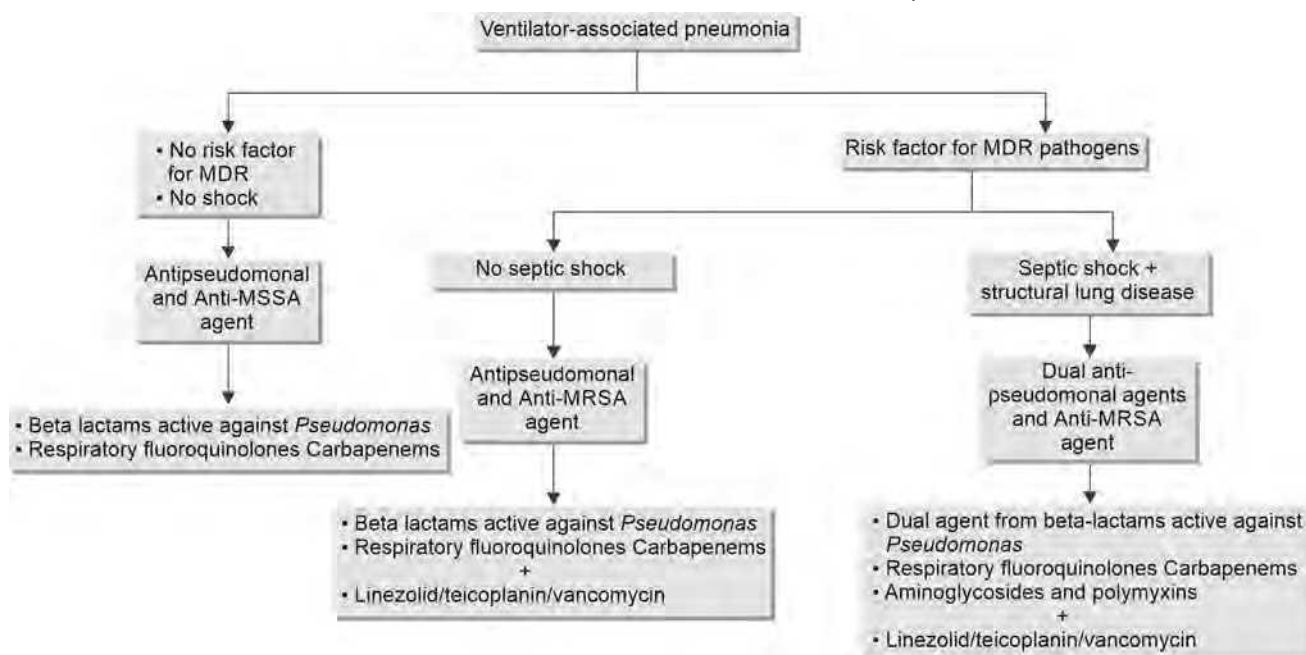 Ventilator-associated pneumonia
• No risk factor
for MDR
• No shock
Risk factor for MDR pathogens
Antipseudomonal
and Anti-MSSA
agent
No septic shock
Septic shock +
structural lung disease
• Beta lactams active against Pseudomonas
• Respiratory fluoroquinolones Carbapenems
Antipseudomonal
and Anti-MRSA
agent
Dual anti-
pseudomonal agents
and Anti-MRSA
agent
• Beta lactams active against Pseudomonas
• Respiratory fluoroquinolones Carbapenems
+
• Linezolid/teicoplanin/vancomycin
• Dual agent from beta-lactams active against
Pseudomonas
• Respiratory fluoroquinolones Carbapenems
• Aminoglycosides and polymyxins
+
• Linezolid/teicoplanin/vancomycin